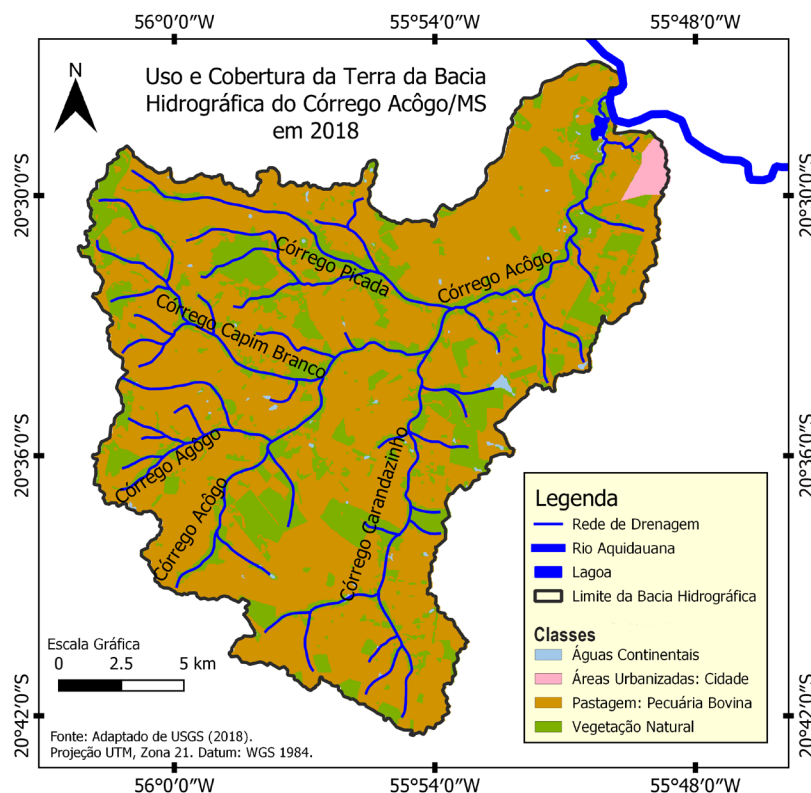 56°0'0"W 55°54'0"W 55°48'0"W
N
Uso e Cobertura da Terra da Bacia
Hidrográfica do Córrego Acôgo/MS
em 2018
20°30'0"S 20°30'0"S
Córrego Picada
Córrego Acôgo
Córrego Capim Branco
20°36'0"S 20°36'0"S
Córrego Agôgo
Córrego Acôgo
Córrego Carandazinho
Legenda
Rede de Drenagem
Rio Aquidauana
Lagoa
Limite da Bacia Hidrográfica
Classes
Águas Continentais
Áreas Urbanizadas: Cidade
Pastagem: Pecuária Bovina
Vegetação Natural
Escala Gráfica
0 2.5 5 km
20°42'0"S 20°42'0"S
Fonte: Adaptado de USGS (2018).
Projeção UTM, Zona 21. Datum: WGS 1984.
56°0'0"W 55°54'0"W 55°48'0"W